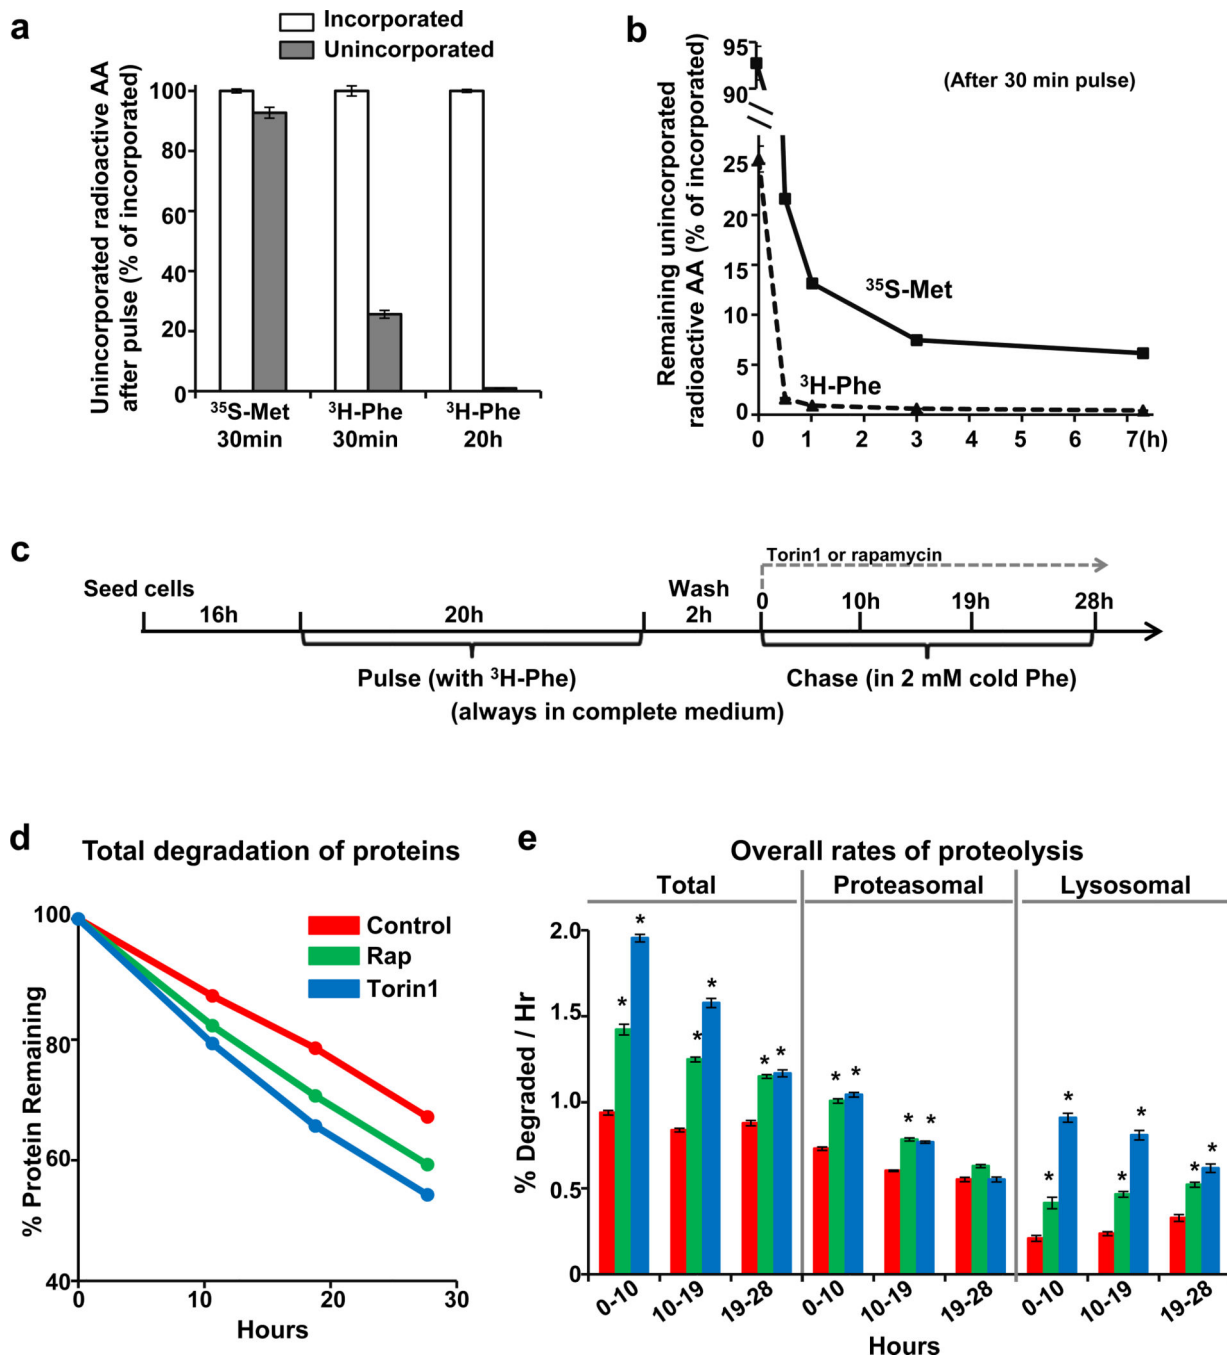 a
Incorporated
Unincorporated
Unincorporated radioactive AA
after pulse (% of incorporated)
100
80
60
40
20
0
35S-Met
30min
3H-Phe
30min
3H-Phe
20h
b
(After 30 min pulse)
Remaining unincorporated
radioactive AA (% of incorporated)
95
90
25
20
15
10
5
0
35S-Met
3H-Phe
0 1 2 3 4 5 6 7(h)
c
Torin1 or rapamycin
Seed cells
Wash
16h 20h 2h 0 10h 19h 28h
Pulse (with 3H-Phe)
Chase (in 2 mM cold Phe)
(always in complete medium)
d
Total degradation of proteins
% Protein Remaining
100
80
60
40
Control
Rap
Torin1
0 10 20 30
Hours
e
Overall rates of proteolysis
Total Proteasomal Lysosomal
% Degraded / Hr
2.0
1.5
1.0
0.5
0
* * * * * *
* * * *
* * * * * *
0-10 10-19 19-28 0-10 10-19 19-28 0-10 10-19 19-28
Hours